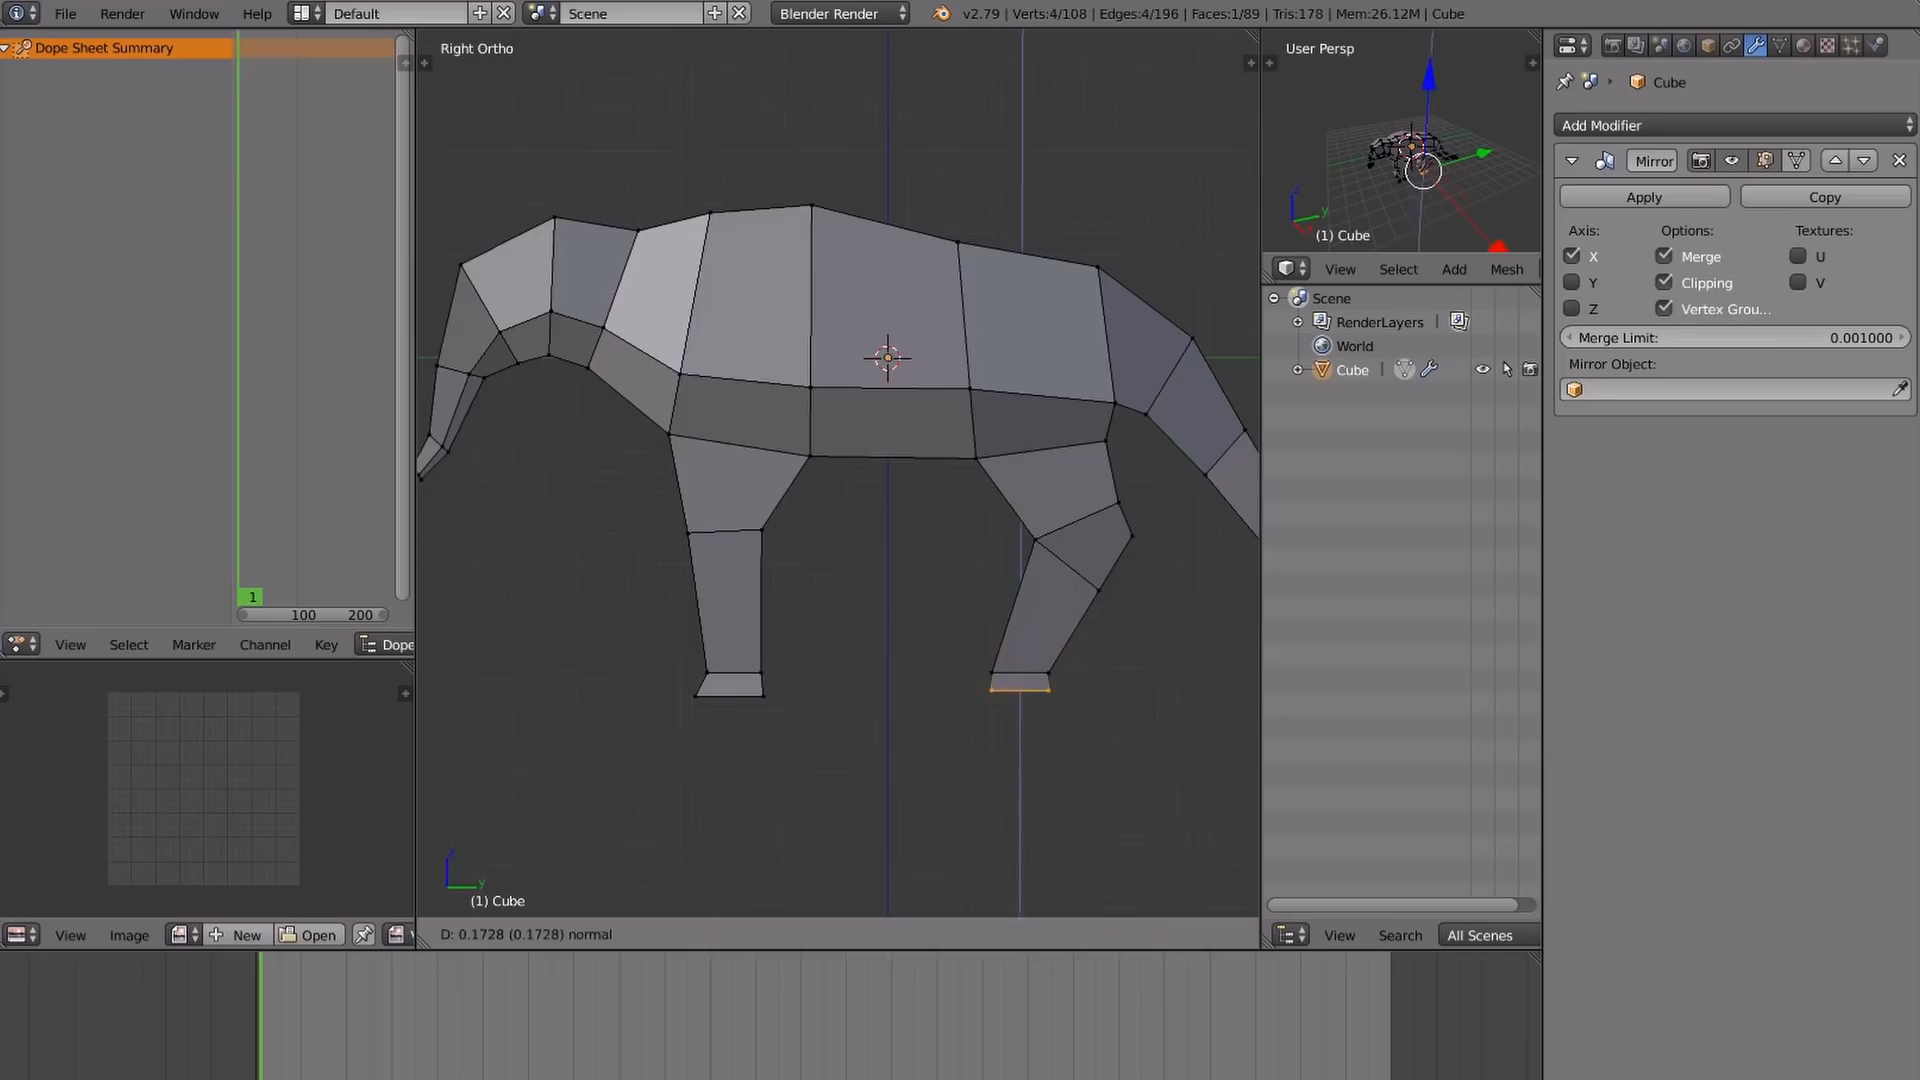 File Render Window Help Default Scene Blender Render v2.79 | Verts:4/108 | Edges:4/196 | Faces:1/89 | Tris:178 | Mem:26.12M | Cube
Dope Sheet Summary
Right Ortho
User Persp
Cube
Add Modifier
Mirror
Apply Copy
Axis: Options: Textures:
X Merge U
Y Clipping V
Z Vertex Grou...
Merge Limit: 0.001000
Mirror Object:
z
y
(1) Cube
View Select Add Mesh
Scene
RenderLayers
World
Cube
1
100 200
View Select Marker Channel Key Dope
z
y
(1) Cube
D: 0.1728 (0.1728) normal
View Image New Open
View Search All Scenes